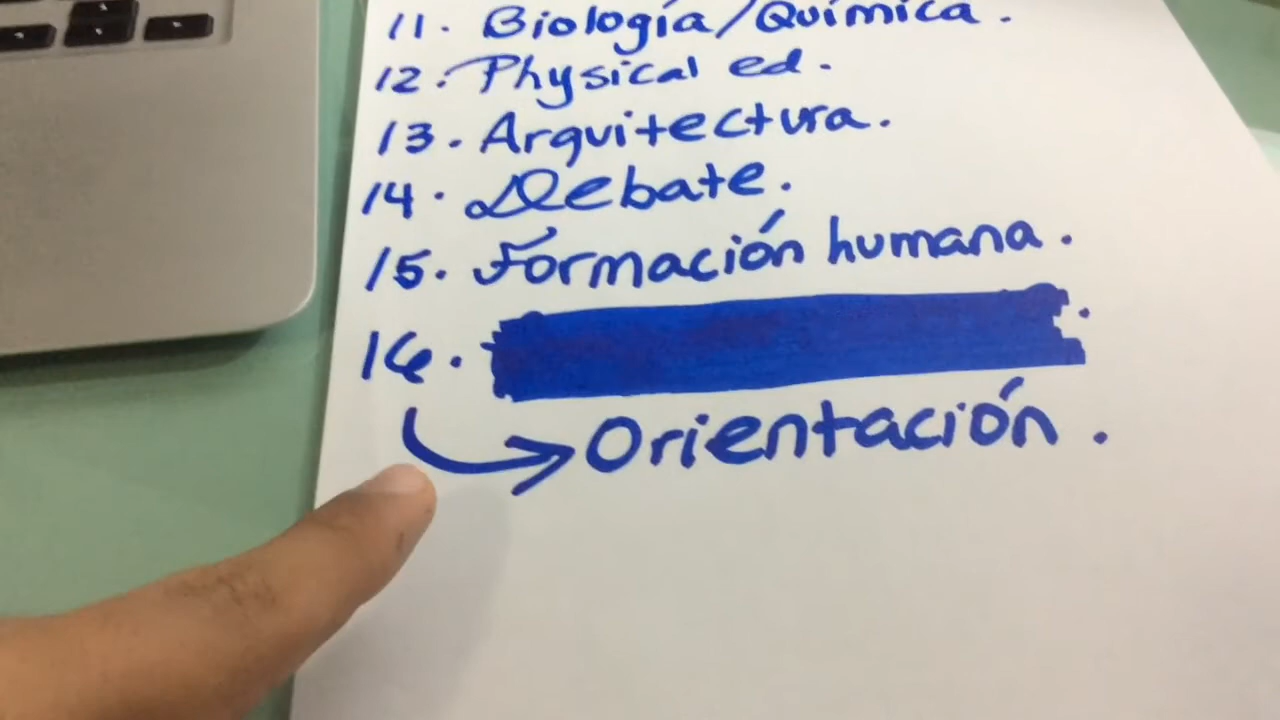 11. Biología/Química.
12. Physical ed.
13. Arquitectura.
14. Debate.
15. Formación humana.
16.
Orientación.